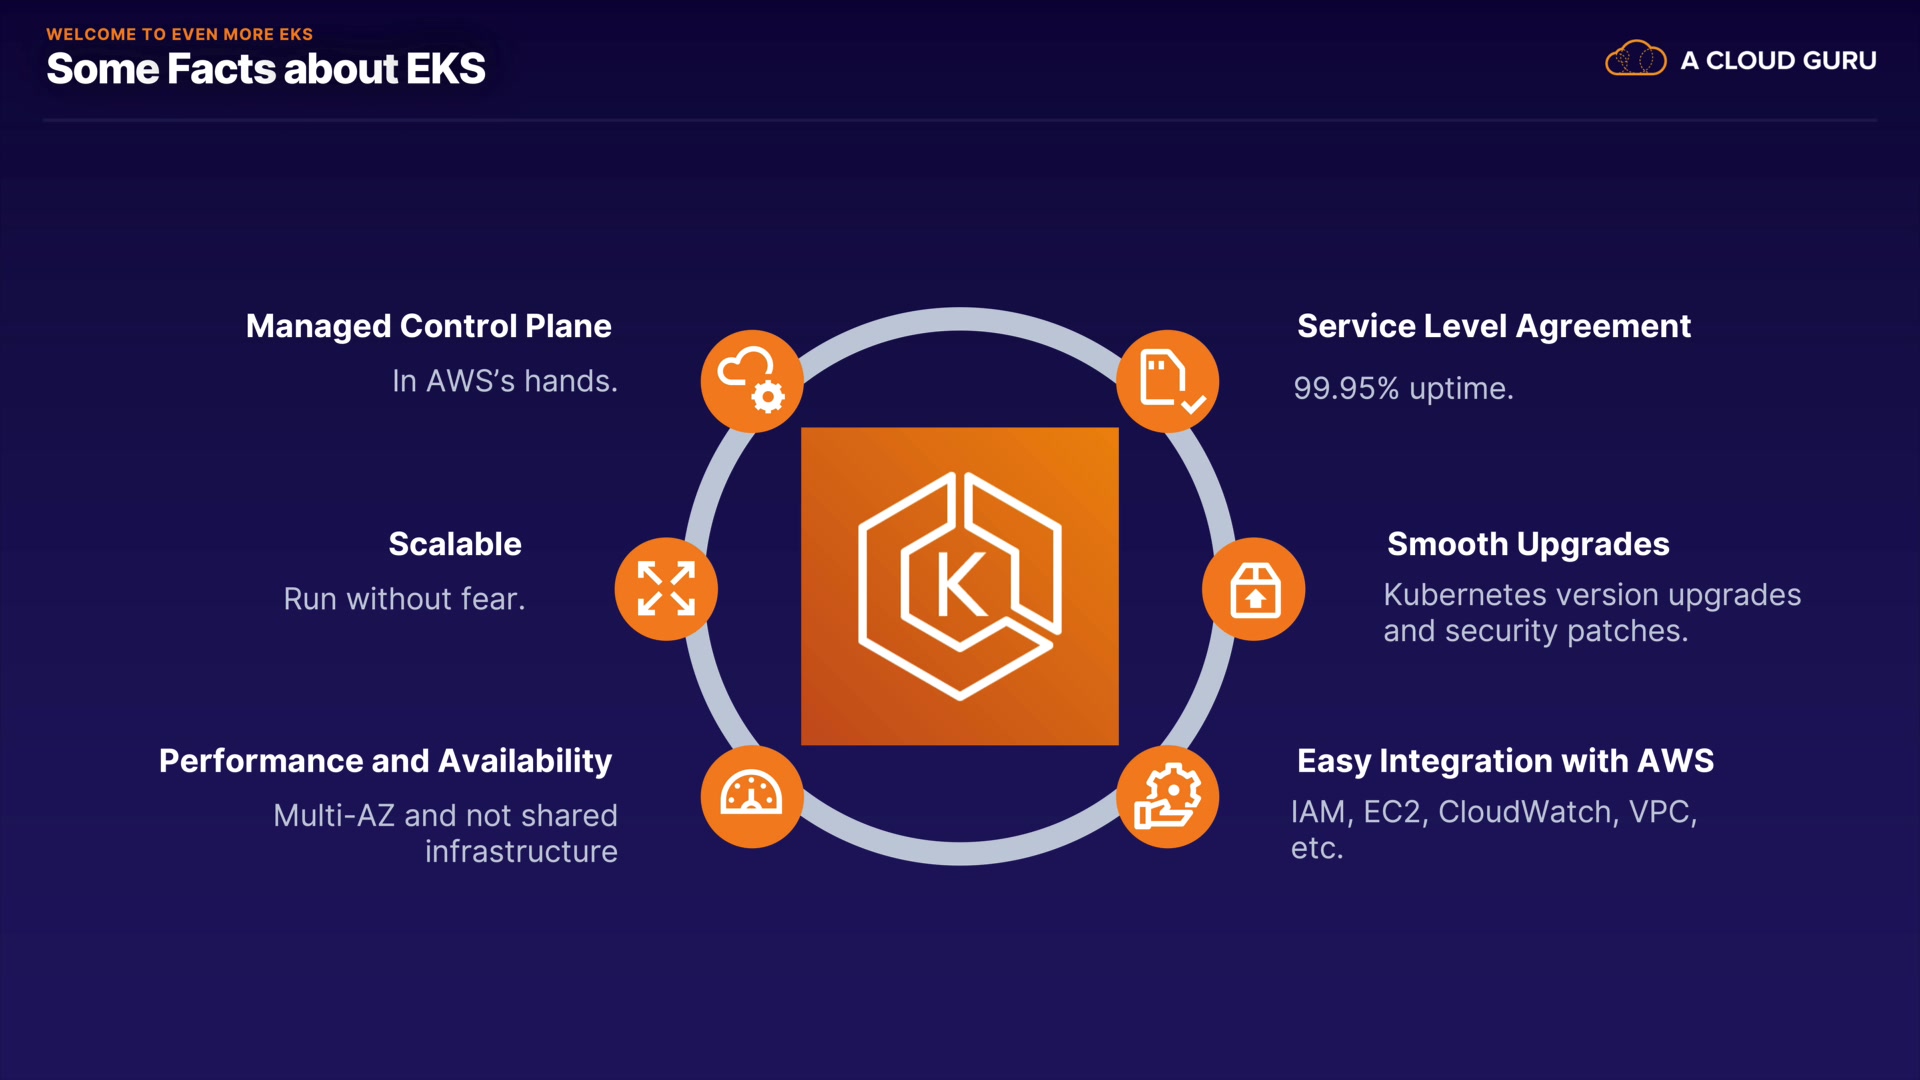 WELCOME TO EVEN MORE EKS
Some Facts about EKS
A CLOUD GURU
Managed Control Plane
In AWS’s hands.
Service Level Agreement
99.95% uptime.
Scalable
Run without fear.
Smooth Upgrades
Kubernetes version upgrades
and security patches.
Performance and Availability
Multi-AZ and not shared
infrastructure
Easy Integration with AWS
IAM, EC2, CloudWatch, VPC,
etc.
K